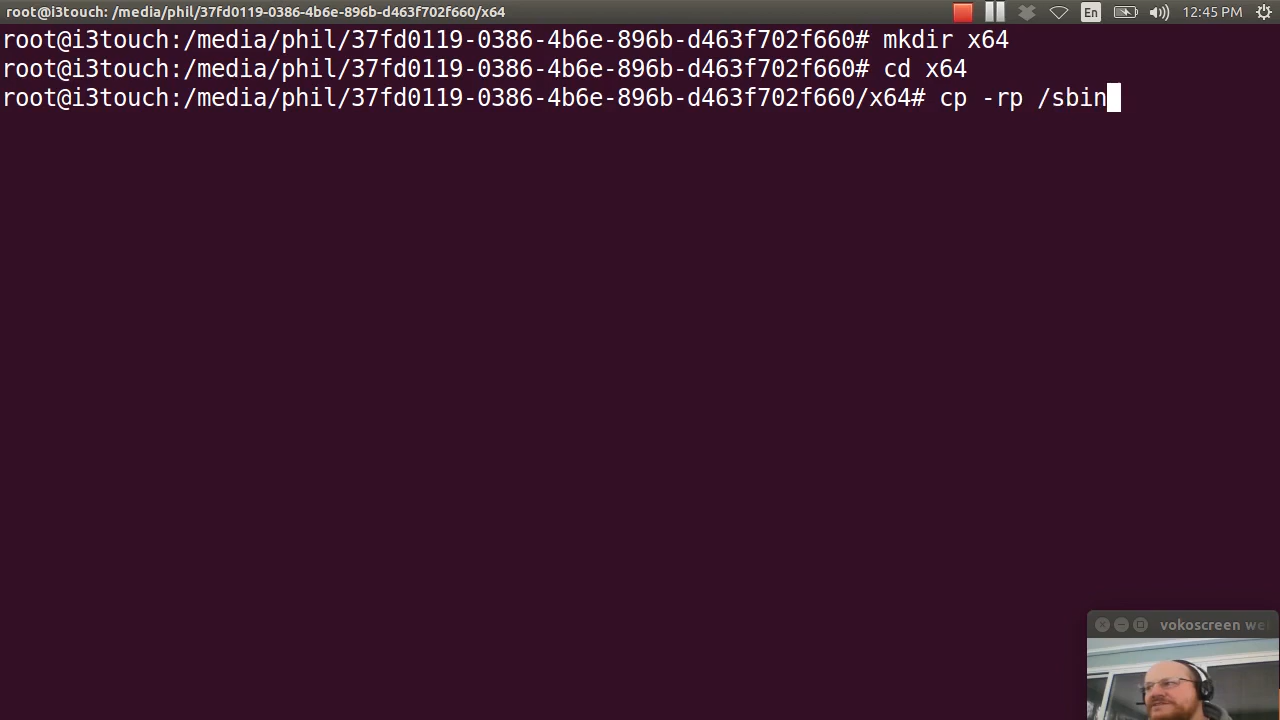 root@i3touch: /media/phil/37fd0119-0386-4b6e-896b-d463f702f660/x64
En
12:45 PM
root@i3touch:/media/phil/37fd0119-0386-4b6e-896b-d463f702f660# mkdir x64
root@i3touch:/media/phil/37fd0119-0386-4b6e-896b-d463f702f660# cd x64
root@i3touch:/media/phil/37fd0119-0386-4b6e-896b-d463f702f660/x64# cp -rp /sbin
vokoscreen we